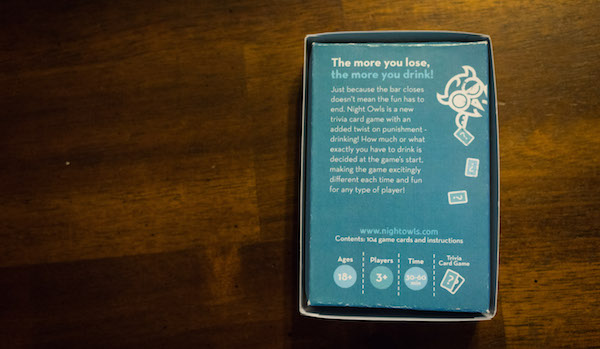 The more you lose,
the more you drink!
Just because the bar closes
doesn't mean the fun has to
end. Night Owls is a new
trivia card game with an
added twist on punishment -
drinking! How much or what
exactly you have to drink is
decided at the game's start,
making the game excitingly
different each time and fun
for any type of player!
www.nightowls.com
Contents: 104 game cards and instructions
Ages
18+
Players
3+
Time
30-60
min
Trivia
Card Game
?